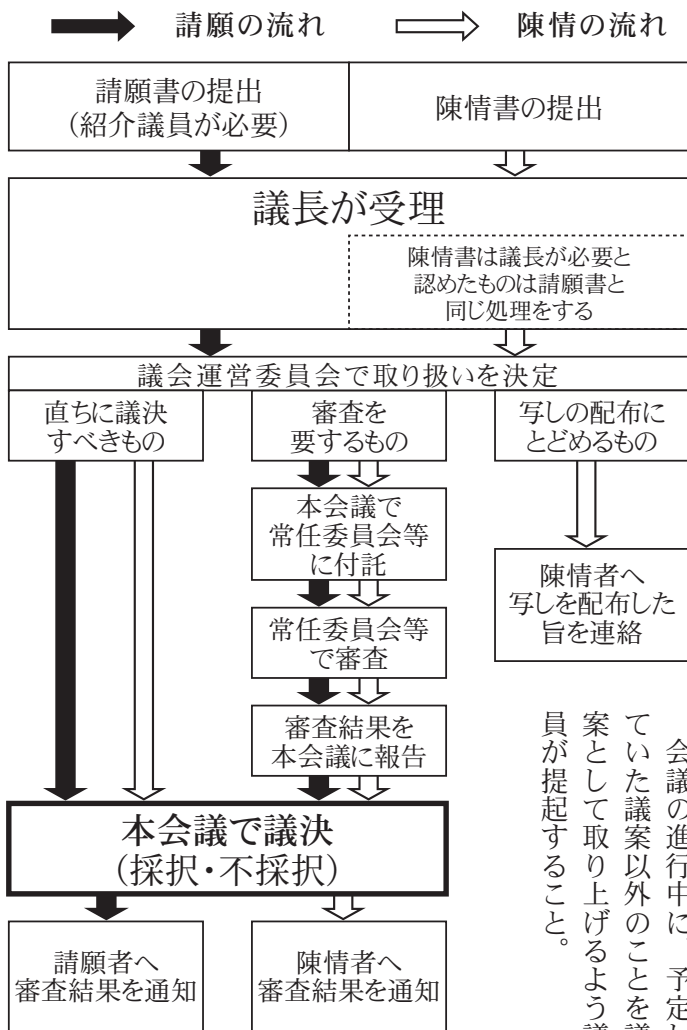 請願の流れ
陳情の流れ
請願書の提出
(紹介議員が必要)
陳情書の提出
議長が受理
陳情書は議長が必要と
認めたものは請願書と
同じ処理をする
議会運営委員会で取り扱いを決定
直ちに議決
すべきもの
審査を
要するもの
写しの配布に
とどめるもの
本会議で
常任委員会等
に付託
陳情者へ
写しを配布した
旨を連絡
常任委員会等
で審査
審査結果を
本会議に報告
本会議で議決
(採択・不採択)
請願者へ
審査結果を通知
陳情者へ
審査結果を通知
会議の進行中に、予定し
ていた議案以外のことを議
案として取り上げるよう議
員が提起すること。